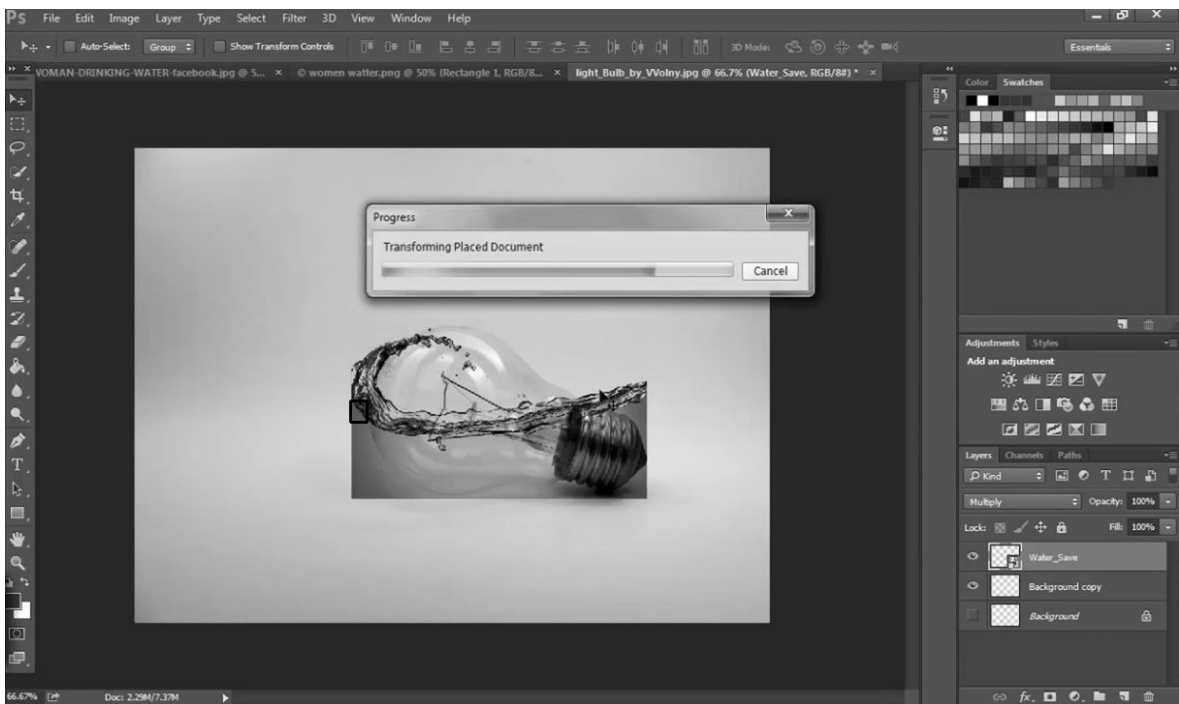 Ps File Edit Image Layer Type Select Filter 3D View Window Help
Auto-Select: Group Show Transform Controls 3D Mode: Essentials
VOMAN-DRINKING-WATER-facebook.jpg @ 5... × © women watter.png @ 50% (Rectangle 1, RGB/8... × light_Bulb_by_VVolny.jpg @ 66.7% (Water_Save, RGB/8#) * ×
Color Swatches
Progress
Transforming Placed Document
Cancel
Adjustments Styles
Add an adjustment
Layers Channels Paths
Kind
Multiply Opacity: 100%
Lock: Fill: 100%
Water_Save
Background copy
Background
66.67% Doc: 2.29M/7.37M